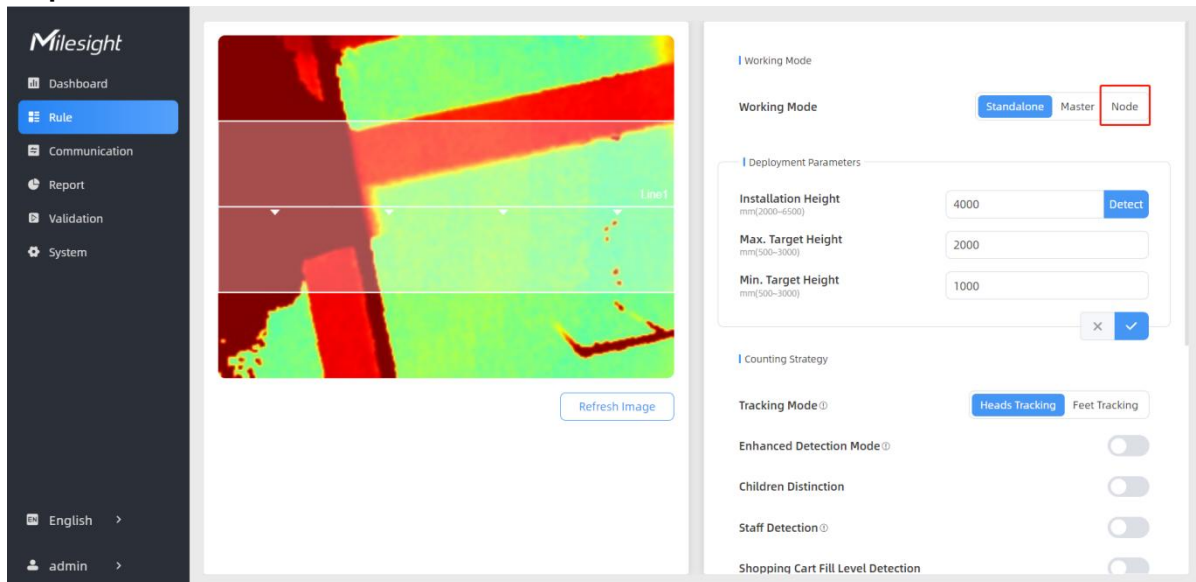 Milesight
Dashboard
Rule
Communication
Report
Validation
System
EN English >
admin >
Line1
Refresh Image
Working Mode
Working Mode Standalone Master Node
Deployment Parameters
Installation Height 4000 Detect
mm(2000~6500)
Max. Target Height 2000
mm(500~3000)
Min. Target Height 1000
mm(500~3000)
Counting Strategy
Tracking Mode Heads Tracking Feet Tracking
Enhanced Detection Mode
Children Distinction
Staff Detection
Shopping Cart Fill Level Detection